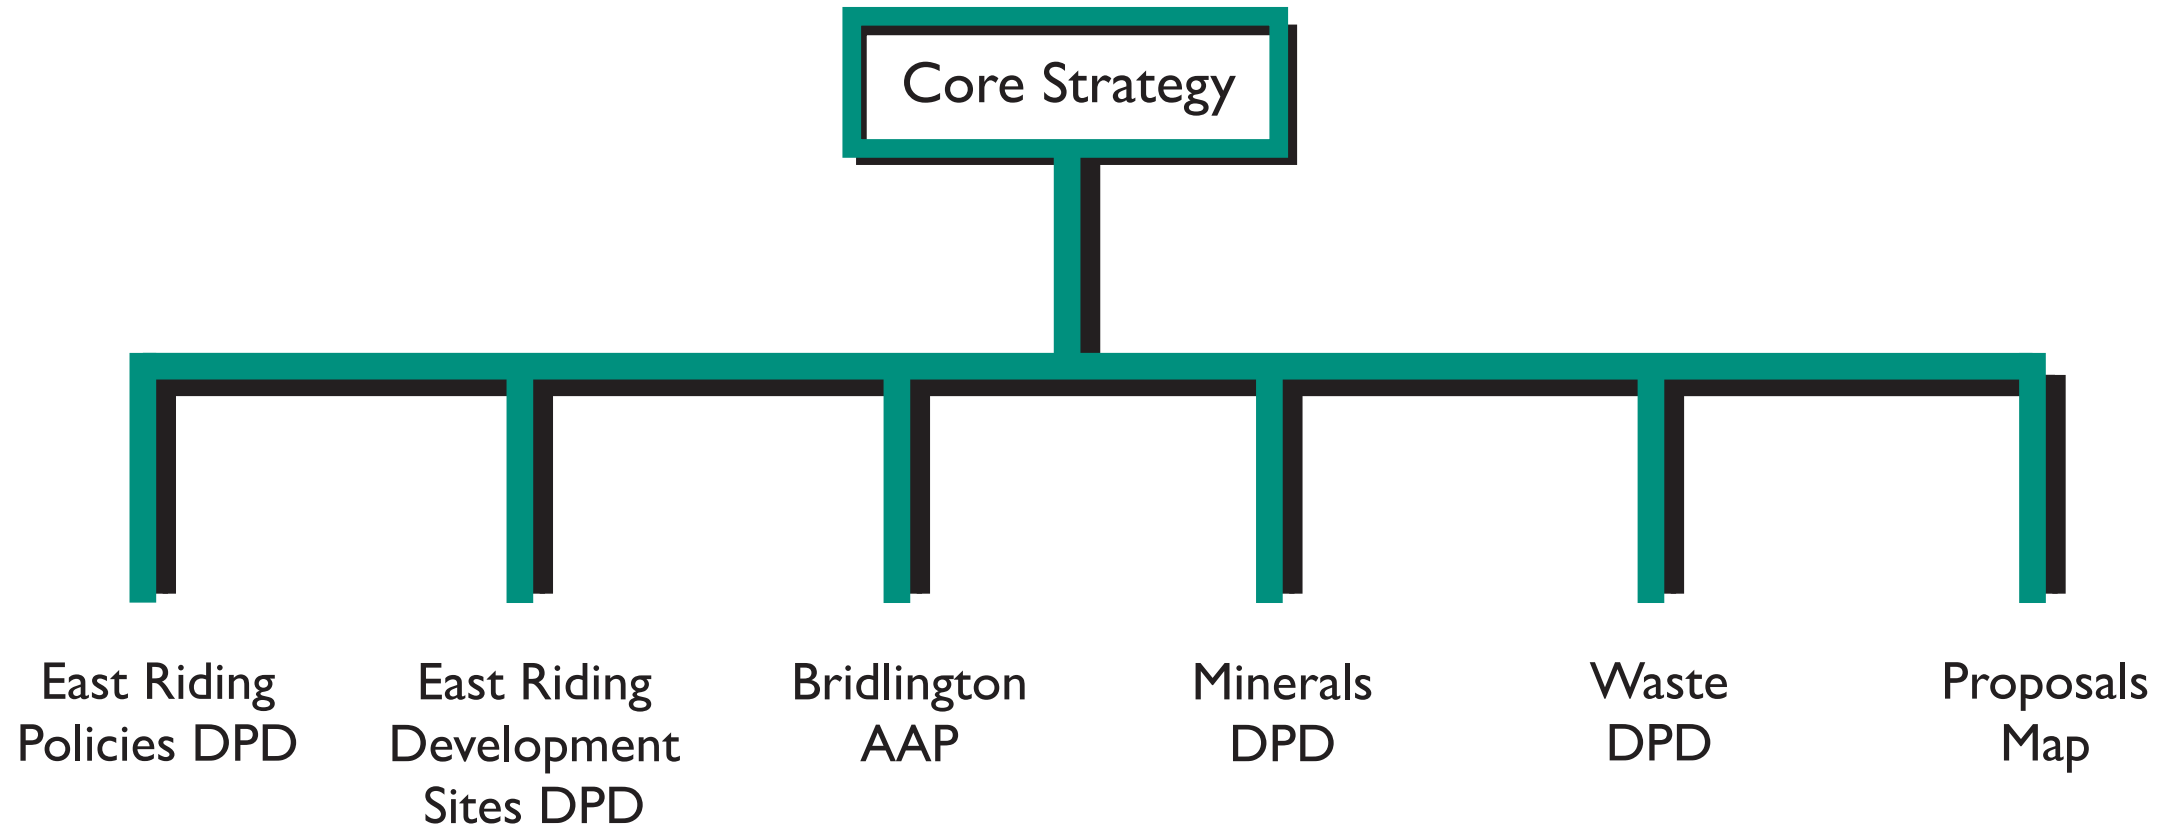 Core Strategy
East Riding
Policies DPD
East Riding
Development
Sites DPD
Bridlington
AAP
Minerals
DPD
Waste
DPD
Proposals
Map